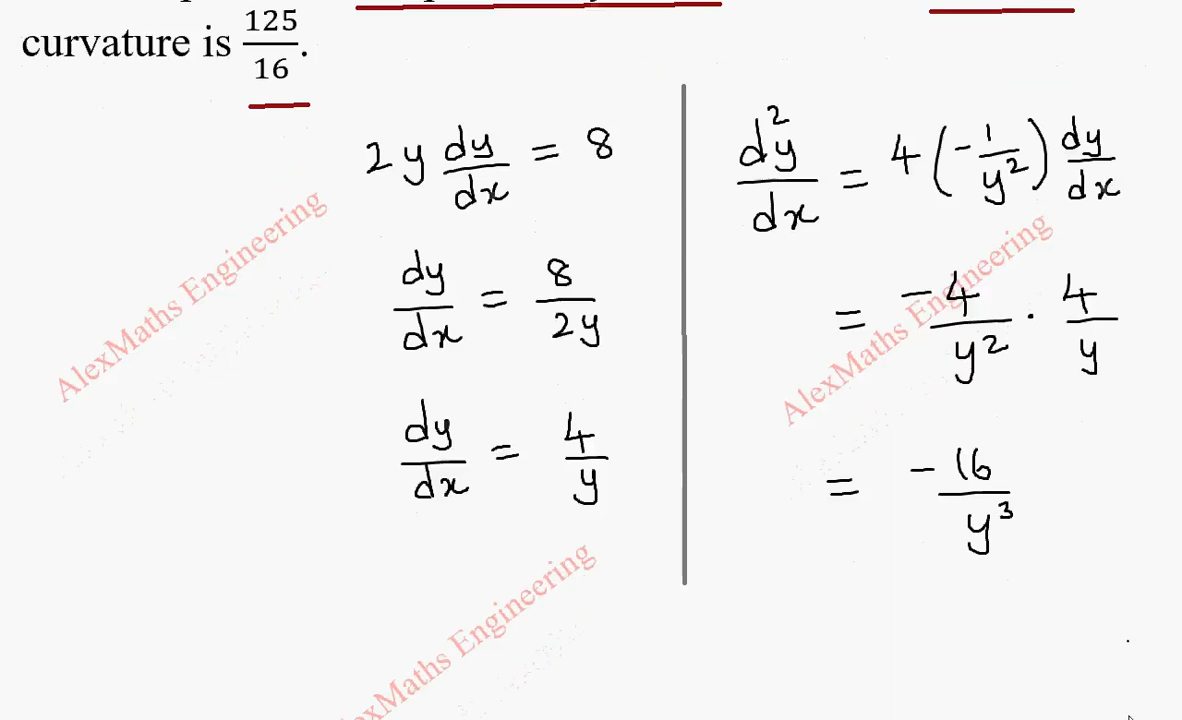 curvature is 125/16.
2y dy/dx = 8
dy/dx = 8/2y
dy/dx = 4/y
d²y/dx = 4(-1/y²) dy/dx
= -4/y² · 4/y
= -16/y³
AlexMaths Engineering
AlexMaths Engineering
AlexMaths Engineering